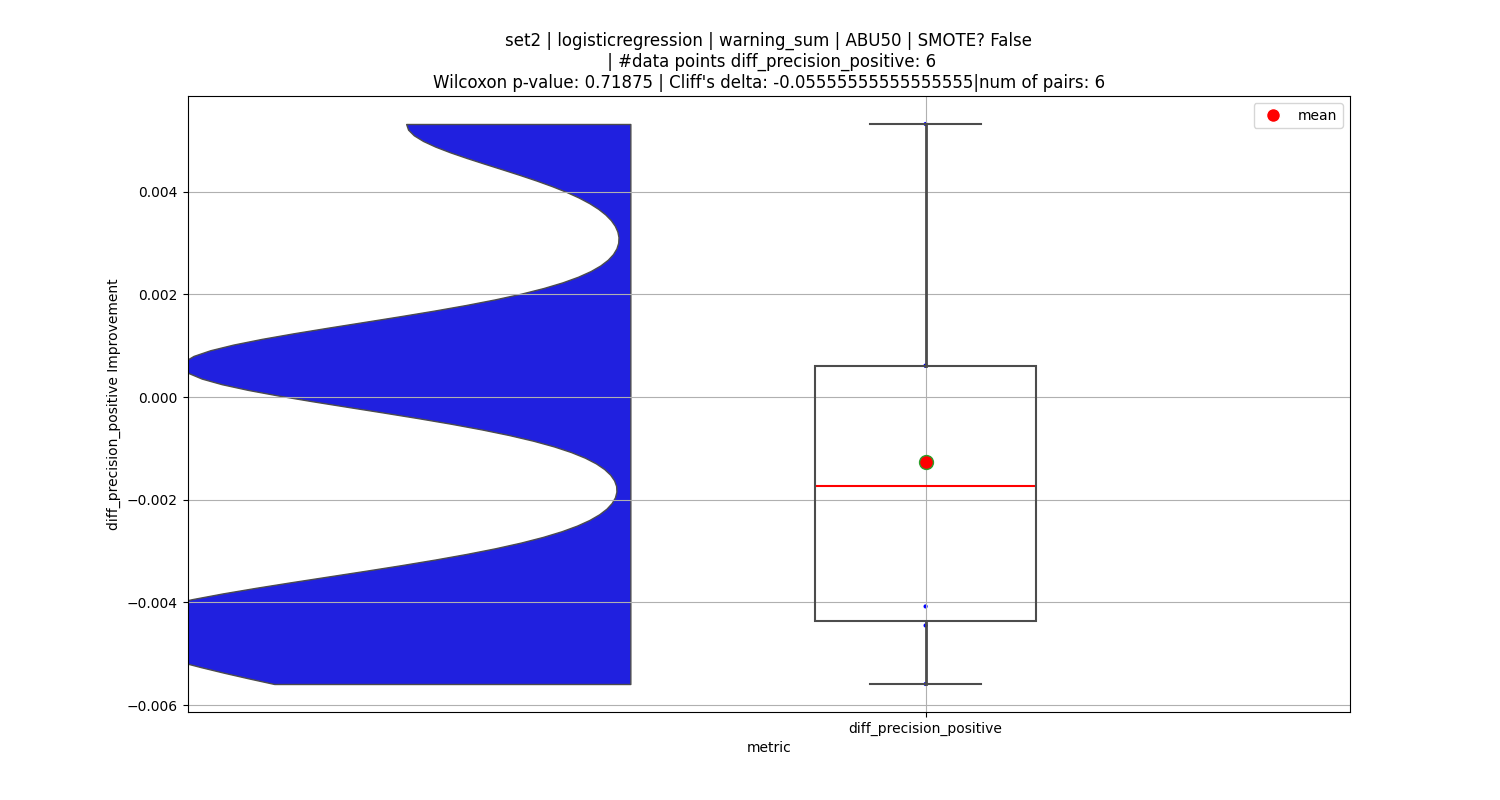 set2 | logisticregression | warning_sum | ABU50 | SMOTE? False
| #data points diff_precision_positive: 6
Wilcoxon p-value: 0.71875 | Cliff's delta: -0.05555555555555555|num of pairs: 6
mean
0.004
0.002
0.000
−0.002
−0.004
−0.006
diff_precision_positive Improvement
diff_precision_positive
metric